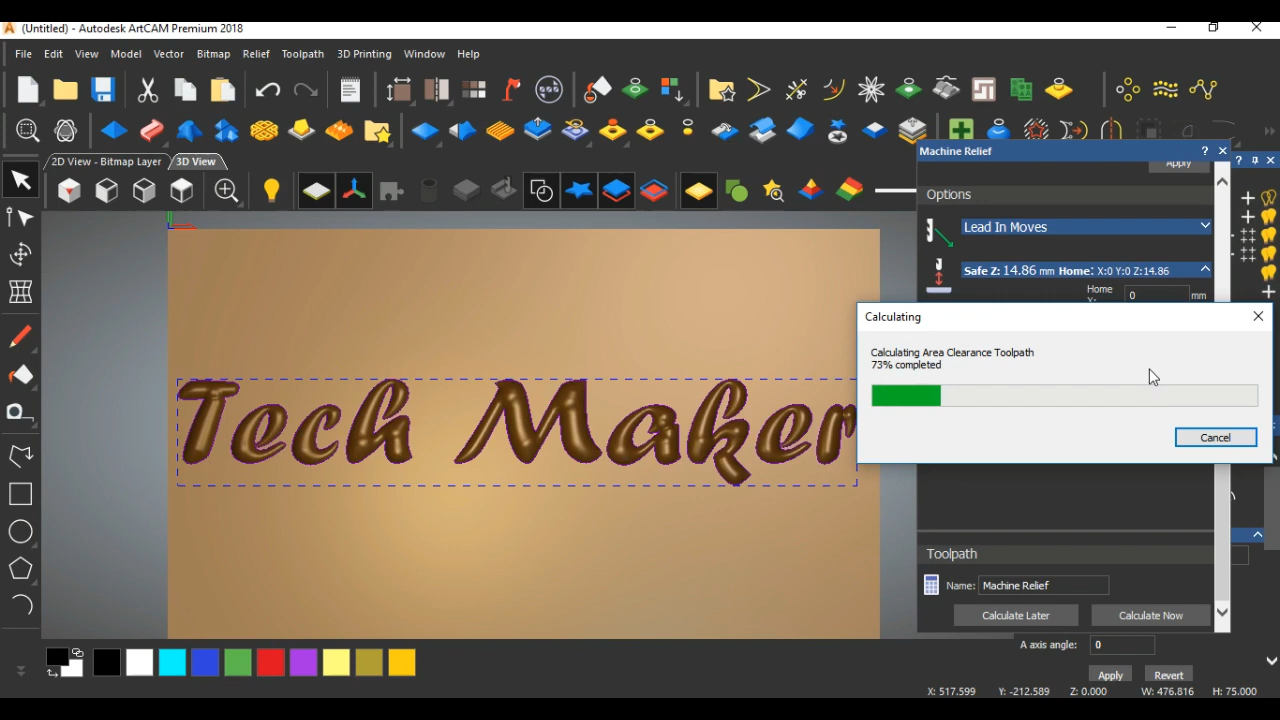 (Untitled) - Autodesk ArtCAM Premium 2018
File Edit View Model Vector Bitmap Relief Toolpath 3D Printing Window Help
2D View - Bitmap Layer 3D View
Machine Relief ? ×
Apply
Options
Lead In Moves
Safe Z: 14.86 mm Home: X:0 Y:0 Z:14.86
Home X: 0 mm
Calculating
Calculating Area Clearance Toolpath
73% completed
Cancel
Tech Maker
Toolpath
Name: Machine Relief
Calculate Later Calculate Now
A axis angle: 0
Apply Revert
X: 517.599 Y: -212.589 Z: 0.000 W: 476.816 H: 75.000